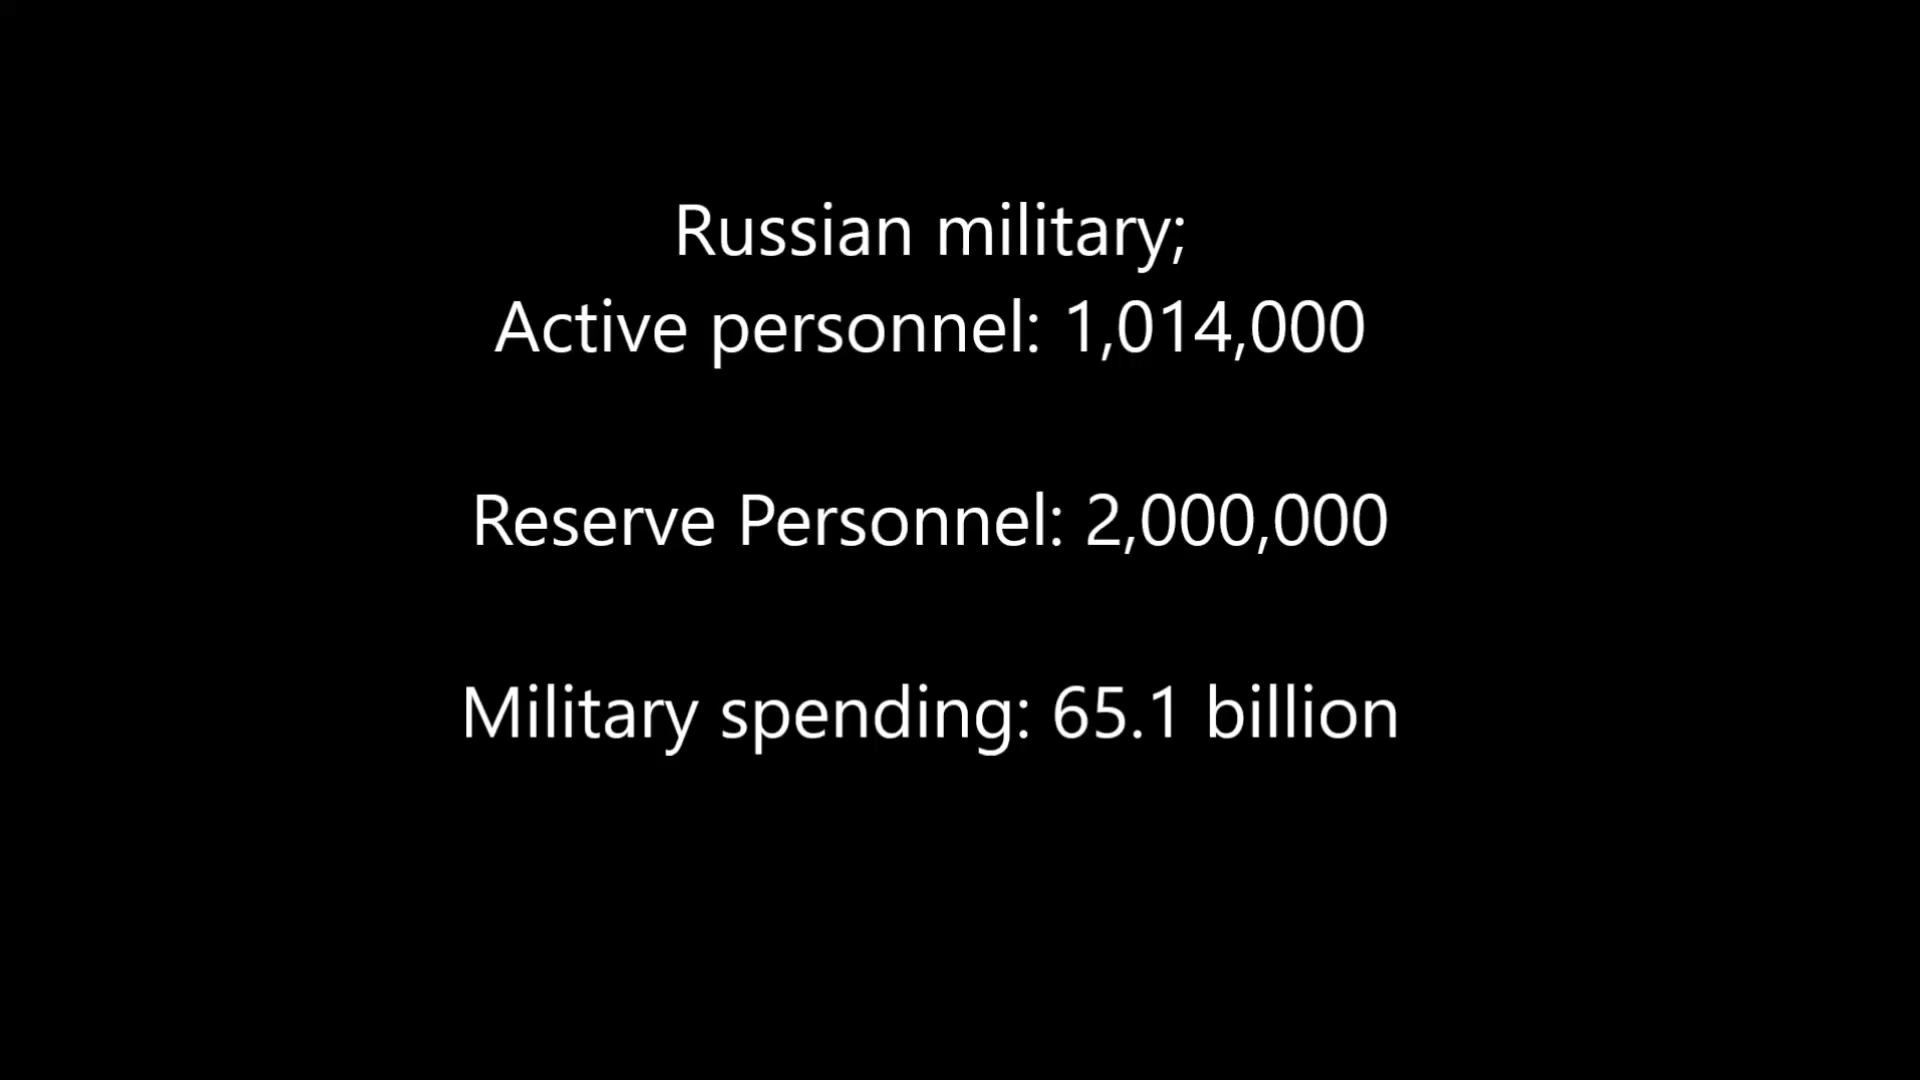 Russian military;
Active personnel: 1,014,000
Reserve Personnel: 2,000,000
Military spending: 65.1 billion